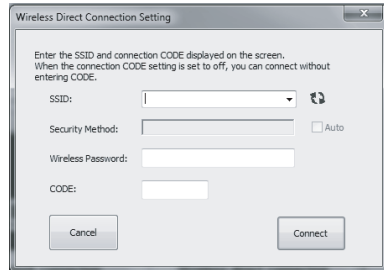 Wireless Direct Connection Setting
Enter the SSID and connection CODE displayed on the screen.
When the connection CODE setting is set to off, you can connect without
entering CODE.
SSID:
Security Method:
Auto
Wireless Password:
CODE:
Cancel
Connect